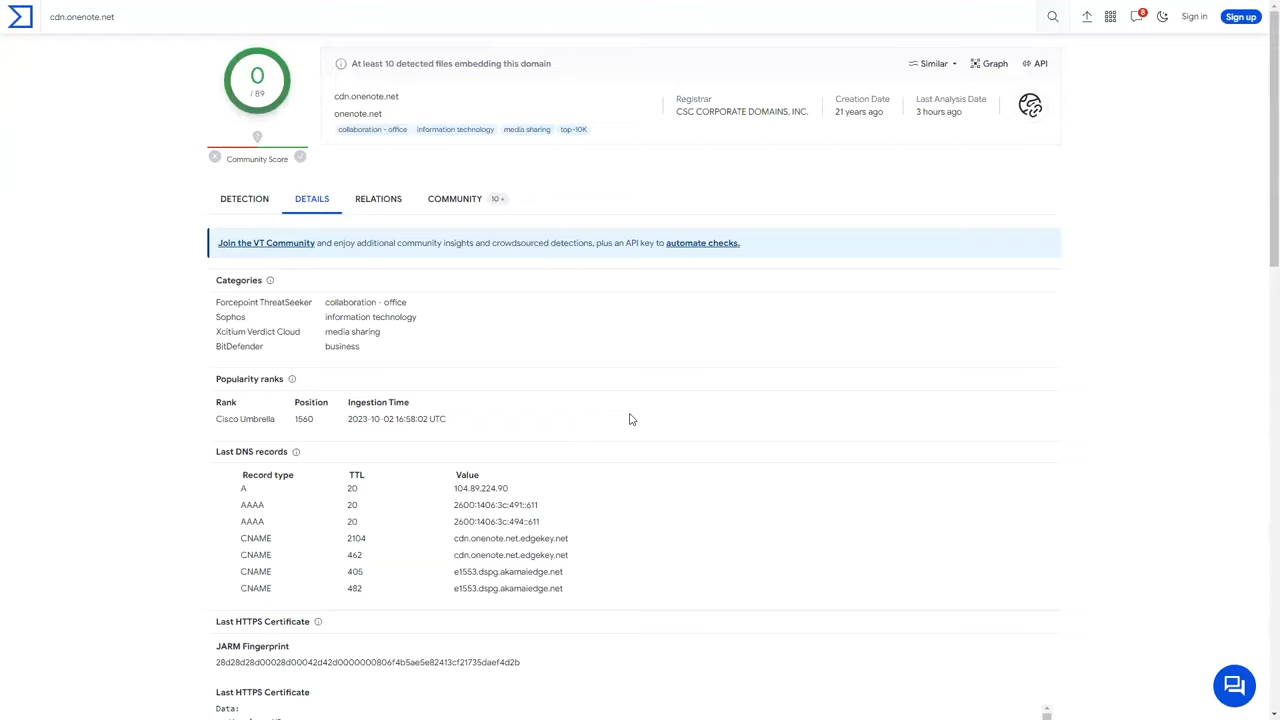 cdn.onenote.net
8
Sign in
Sign up
0
/ 89
At least 10 detected files embedding this domain
Similar
Graph
API
cdn.onenote.net
onenote.net
collaboration - office information technology media sharing top-10K
Registrar
CSC CORPORATE DOMAINS, INC.
Creation Date
21 years ago
Last Analysis Date
3 hours ago
?
Community Score
DETECTION DETAILS RELATIONS COMMUNITY 10 +
Join the VT Community and enjoy additional community insights and crowdsourced detections, plus an API key to automate checks.
Categories
Forcepoint ThreatSeeker collaboration - office
Sophos information technology
Xcitium Verdict Cloud media sharing
BitDefender business
Popularity ranks
Rank Position Ingestion Time
Cisco Umbrella 1560 2023-10-02 16:58:02 UTC
Last DNS records
Record type TTL Value
A 20 104.89.224.90
AAAA 20 2600:1406:3c:491::611
AAAA 20 2600:1406:3c:494::611
CNAME 2104 cdn.onenote.net.edgekey.net
CNAME 462 cdn.onenote.net.edgekey.net
CNAME 405 e1553.dspg.akamaiedge.net
CNAME 482 e1553.dspg.akamaiedge.net
Last HTTPS Certificate
JARM Fingerprint
28d28d28d00028d00042d42d0000000806f4b5ae5e82413cf21735daef4d2b
Last HTTPS Certificate
Data: